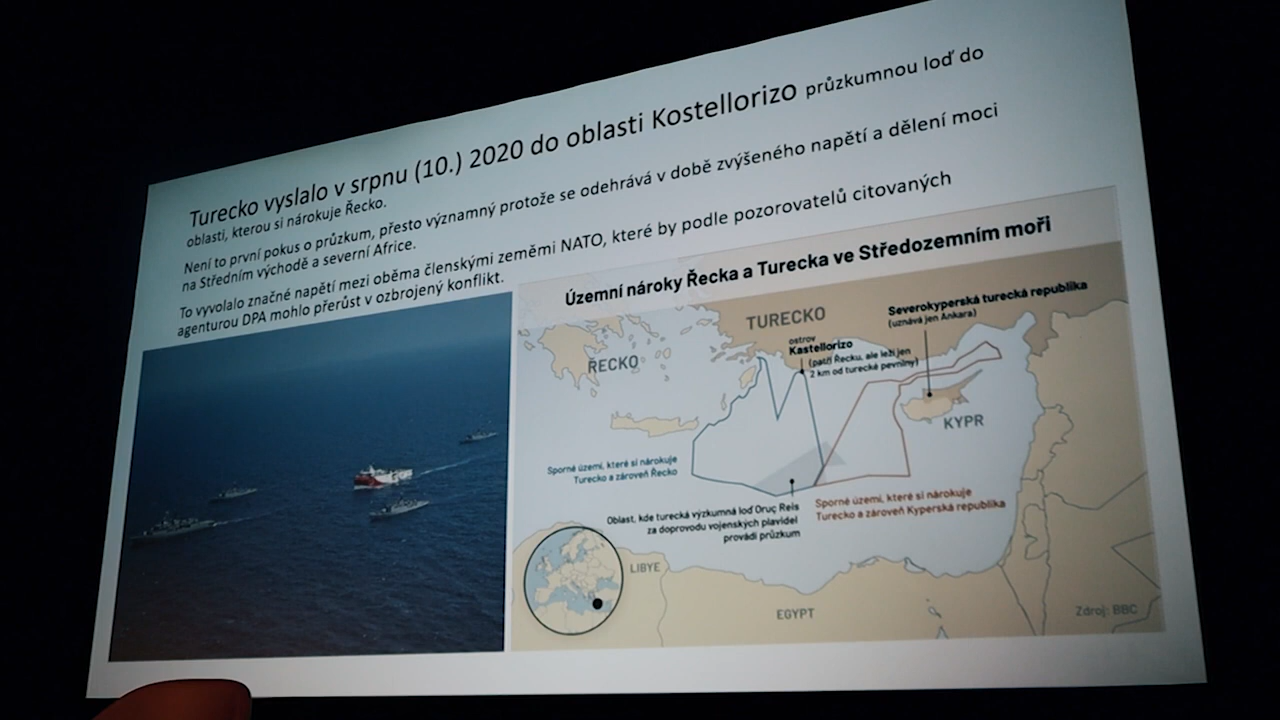 Turecko vyslalo v srpnu (10.) 2020 do oblasti Kostellorizo průzkumnou loď do
oblasti, kterou si nárokuje Řecko.
Není to první pokus o průzkum, přesto významný protože se odehrává v době zvýšeného napětí a dělení moci
na Středním východě a severní Africe.
To vyvolalo značné napětí mezi oběma členskými zeměmi NATO, které by podle pozorovatelů citovaných
agenturou DPA mohlo přerůst v ozbrojený konflikt.
Územní nároky Řecka a Turecka ve Středozemním moři
TURECKO
Severokyperská turecká republika
(uznává jen Ankara)
ostrov
Kastellorizo
(patří Řecku, ale leží jen
2 km od turecké pevniny)
ŘECKO
KYPR
Sporné území, které si nárokuje
Turecko a zároveň Řecko
Oblast, kde turecká výzkumná loď Oruç Reis
za doprovodu vojenských plavidel
provádí průzkum
Sporné území, které si nárokuje
Turecko a zároveň Kyperská republika
LIBYE
EGYPT
Zdroj: BBC